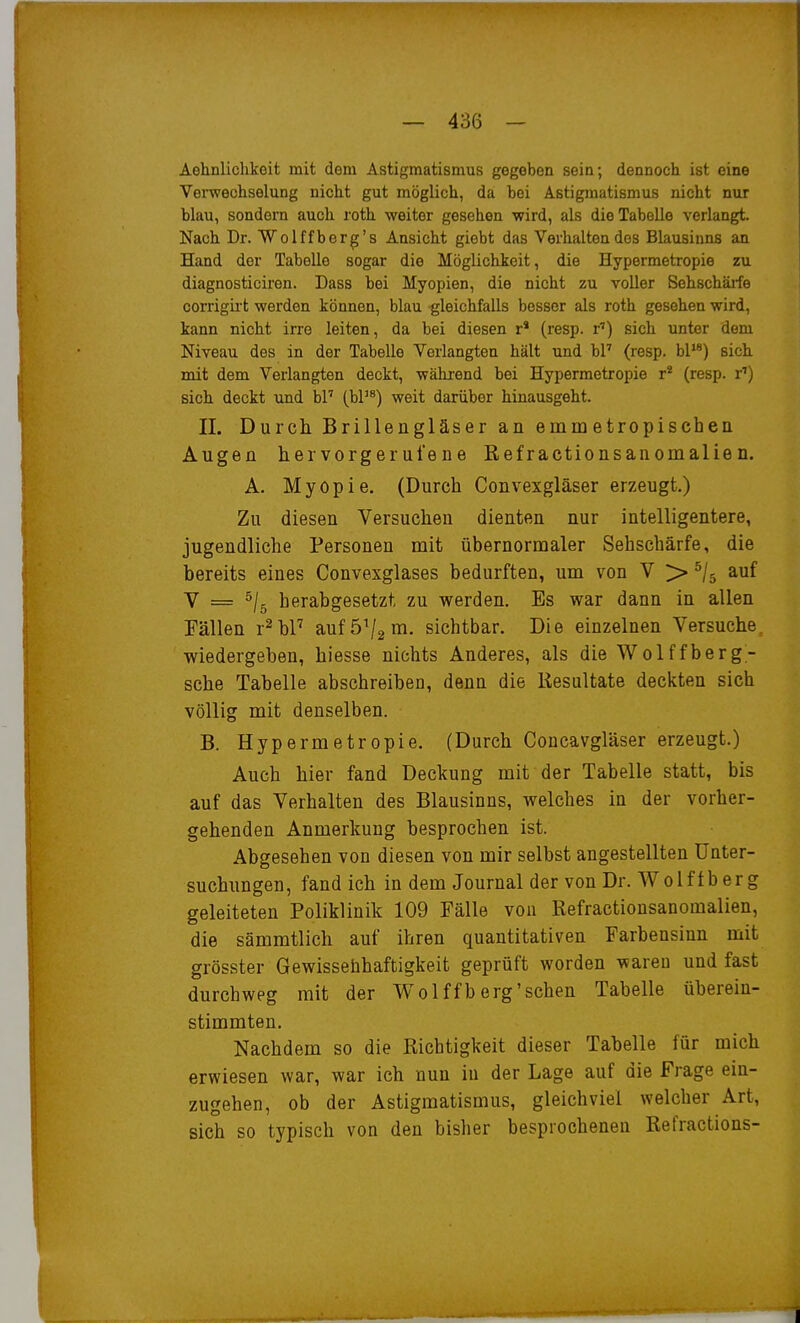 — 436 —
Aehnlichkeit mit dem Astigmatismus gegeben sein; dennoch ist eine
Verwechselung nicht gut möglich, da bei Astigmatismus nicht nur
blau, sondern auch roth weiter gesehen wird, als die Tabelle verlangt.
Nach Dr. Wolffberg's Ansicht giebt das Verhalten des Blausinns an
Hand der Tabelle sogar die Möglichkeit, die Hypermetropie zu
diagnosticiren. Dass bei Myopien, die nicht zu voller Sehschärfe
corrigirt werden können, blau gleichfalls besser als roth gesehen wird,
kann nicht irre leiten, da bei diesen r² (resp. r⁷) sich unter dem
Niveau des in der Tabelle Verlangten hält und bl⁷ (resp. bl¹⁸) sich
mit dem Verlangten deckt, während bei Hypermetropie r² (resp. r⁷)
sich deckt und bl⁷ (bl¹⁸) weit darüber hinausgeht.
II. Durch Brillengläser an emmetropischen
Augen hervorgerufene Refractionsanomalien.
A. Myopie. (Durch Convexgläser erzeugt.)
Zu diesen Versuchen dienten nur intelligentere,
jugendliche Personen mit übernormaler Sehschärfe, die
bereits eines Convexglases bedurften, um von V > ⁵/₅ auf
V = ⁵/₅ herabgesetzt zu werden. Es war dann in allen
Fällen r² bl⁷ auf 5¹/₂ m. sichtbar. Die einzelnen Versuche
wiedergeben, hiesse nichts Anderes, als die Wolffberg-
sche Tabelle abschreiben, denn die Resultate deckten sich
völlig mit denselben.
B. Hypermetropie. (Durch Concavgläser erzeugt.)
Auch hier fand Deckung mit der Tabelle statt, bis
auf das Verhalten des Blausinns, welches in der vorher-
gehenden Anmerkung besprochen ist.
Abgesehen von diesen von mir selbst angestellten Unter-
suchungen, fand ich in dem Journal der von Dr. Wolffberg
geleiteten Poliklinik 109 Fälle von Refractionsanomalien,
die sämmtlich auf ihren quantitativen Farbensinn mit
grösster Gewissenhaftigkeit geprüft worden waren und fast
durchweg mit der Wolffberg'schen Tabelle überein-
stimmten.
Nachdem so die Richtigkeit dieser Tabelle für mich
erwiesen war, war ich nun in der Lage auf die Frage ein-
zugehen, ob der Astigmatismus, gleichviel welcher Art,
sich so typisch von den bisher besprochenen Refractions-